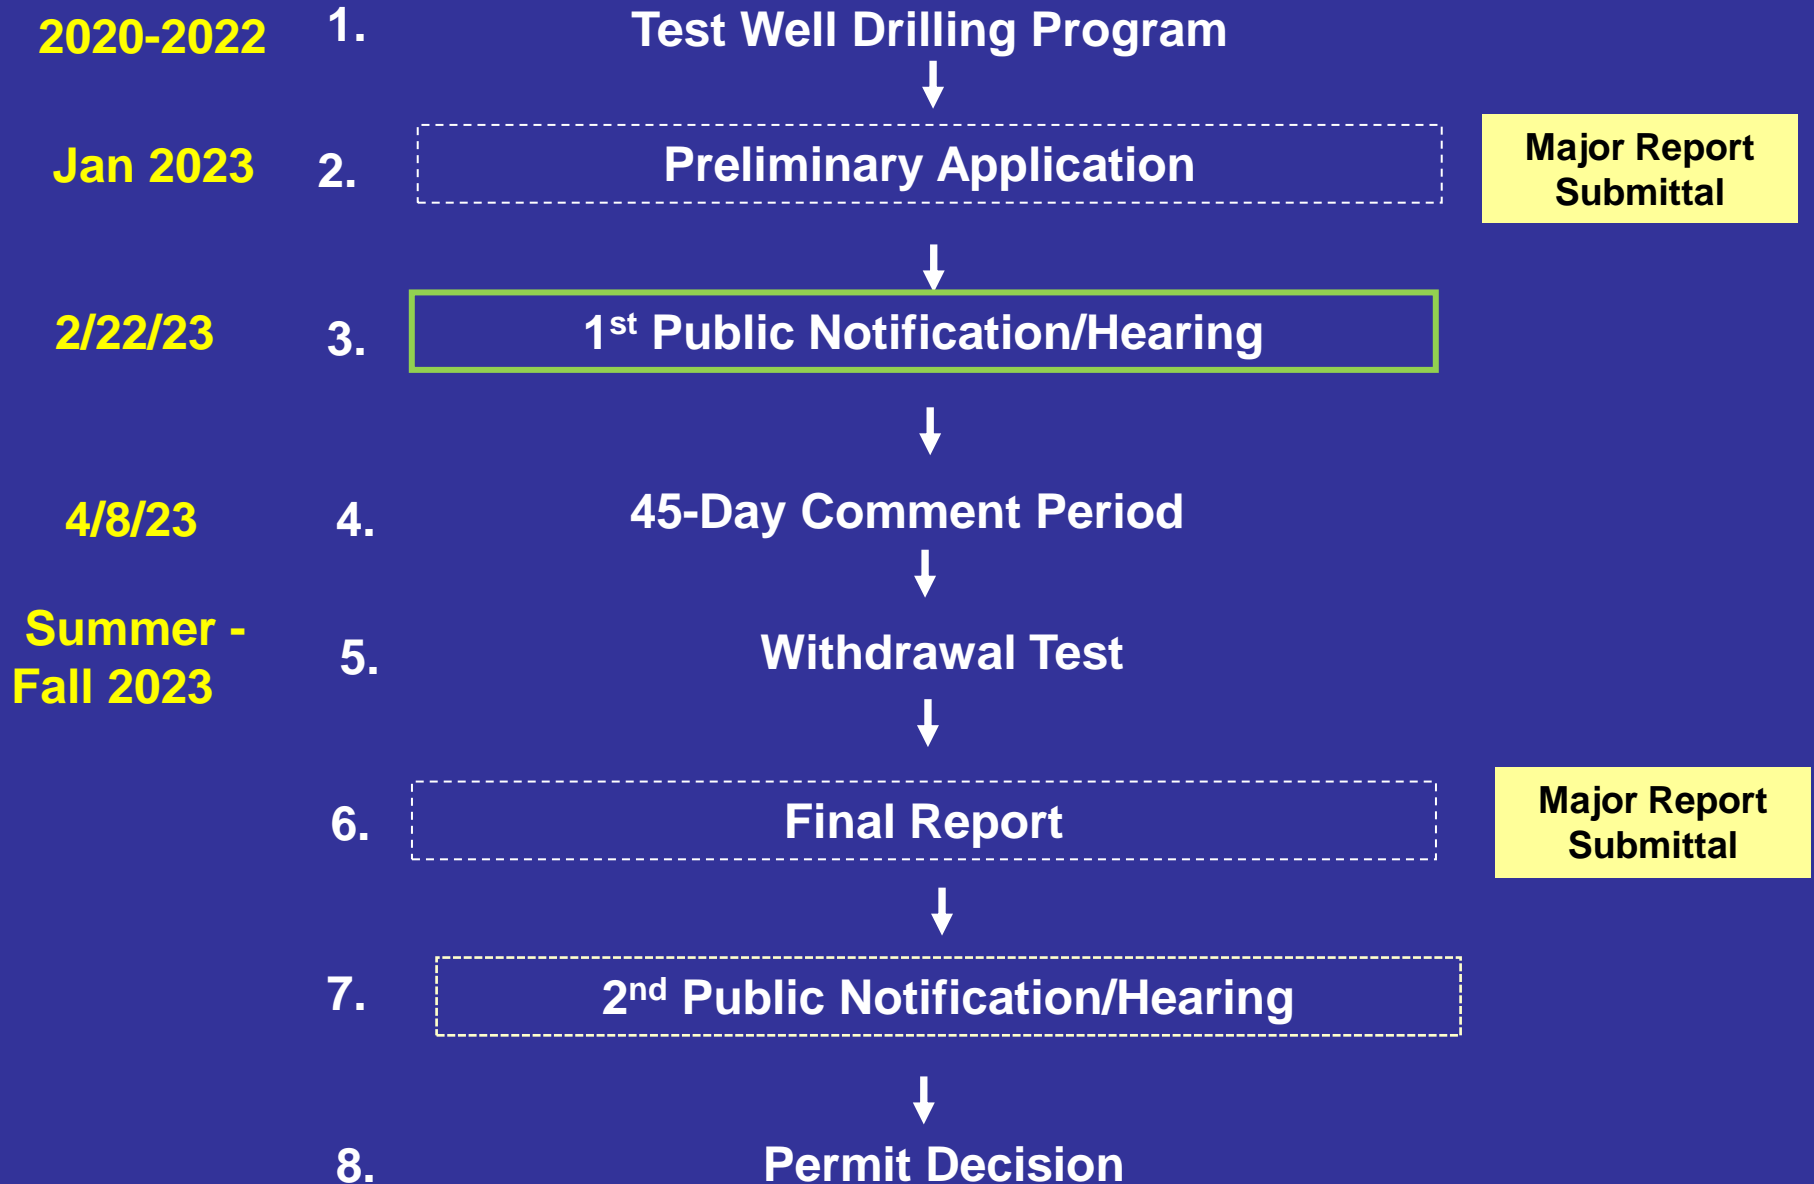 2020-2022 1. Test Well Drilling Program
Jan 2023 2. Preliminary Application
Major Report
Submittal
2/22/23 3. 1st Public Notification/Hearing
4/8/23 4. 45-Day Comment Period
Summer -
Fall 2023
5. Withdrawal Test
6. Final Report
Major Report
Submittal
7. 2nd Public Notification/Hearing
8. Permit Decision